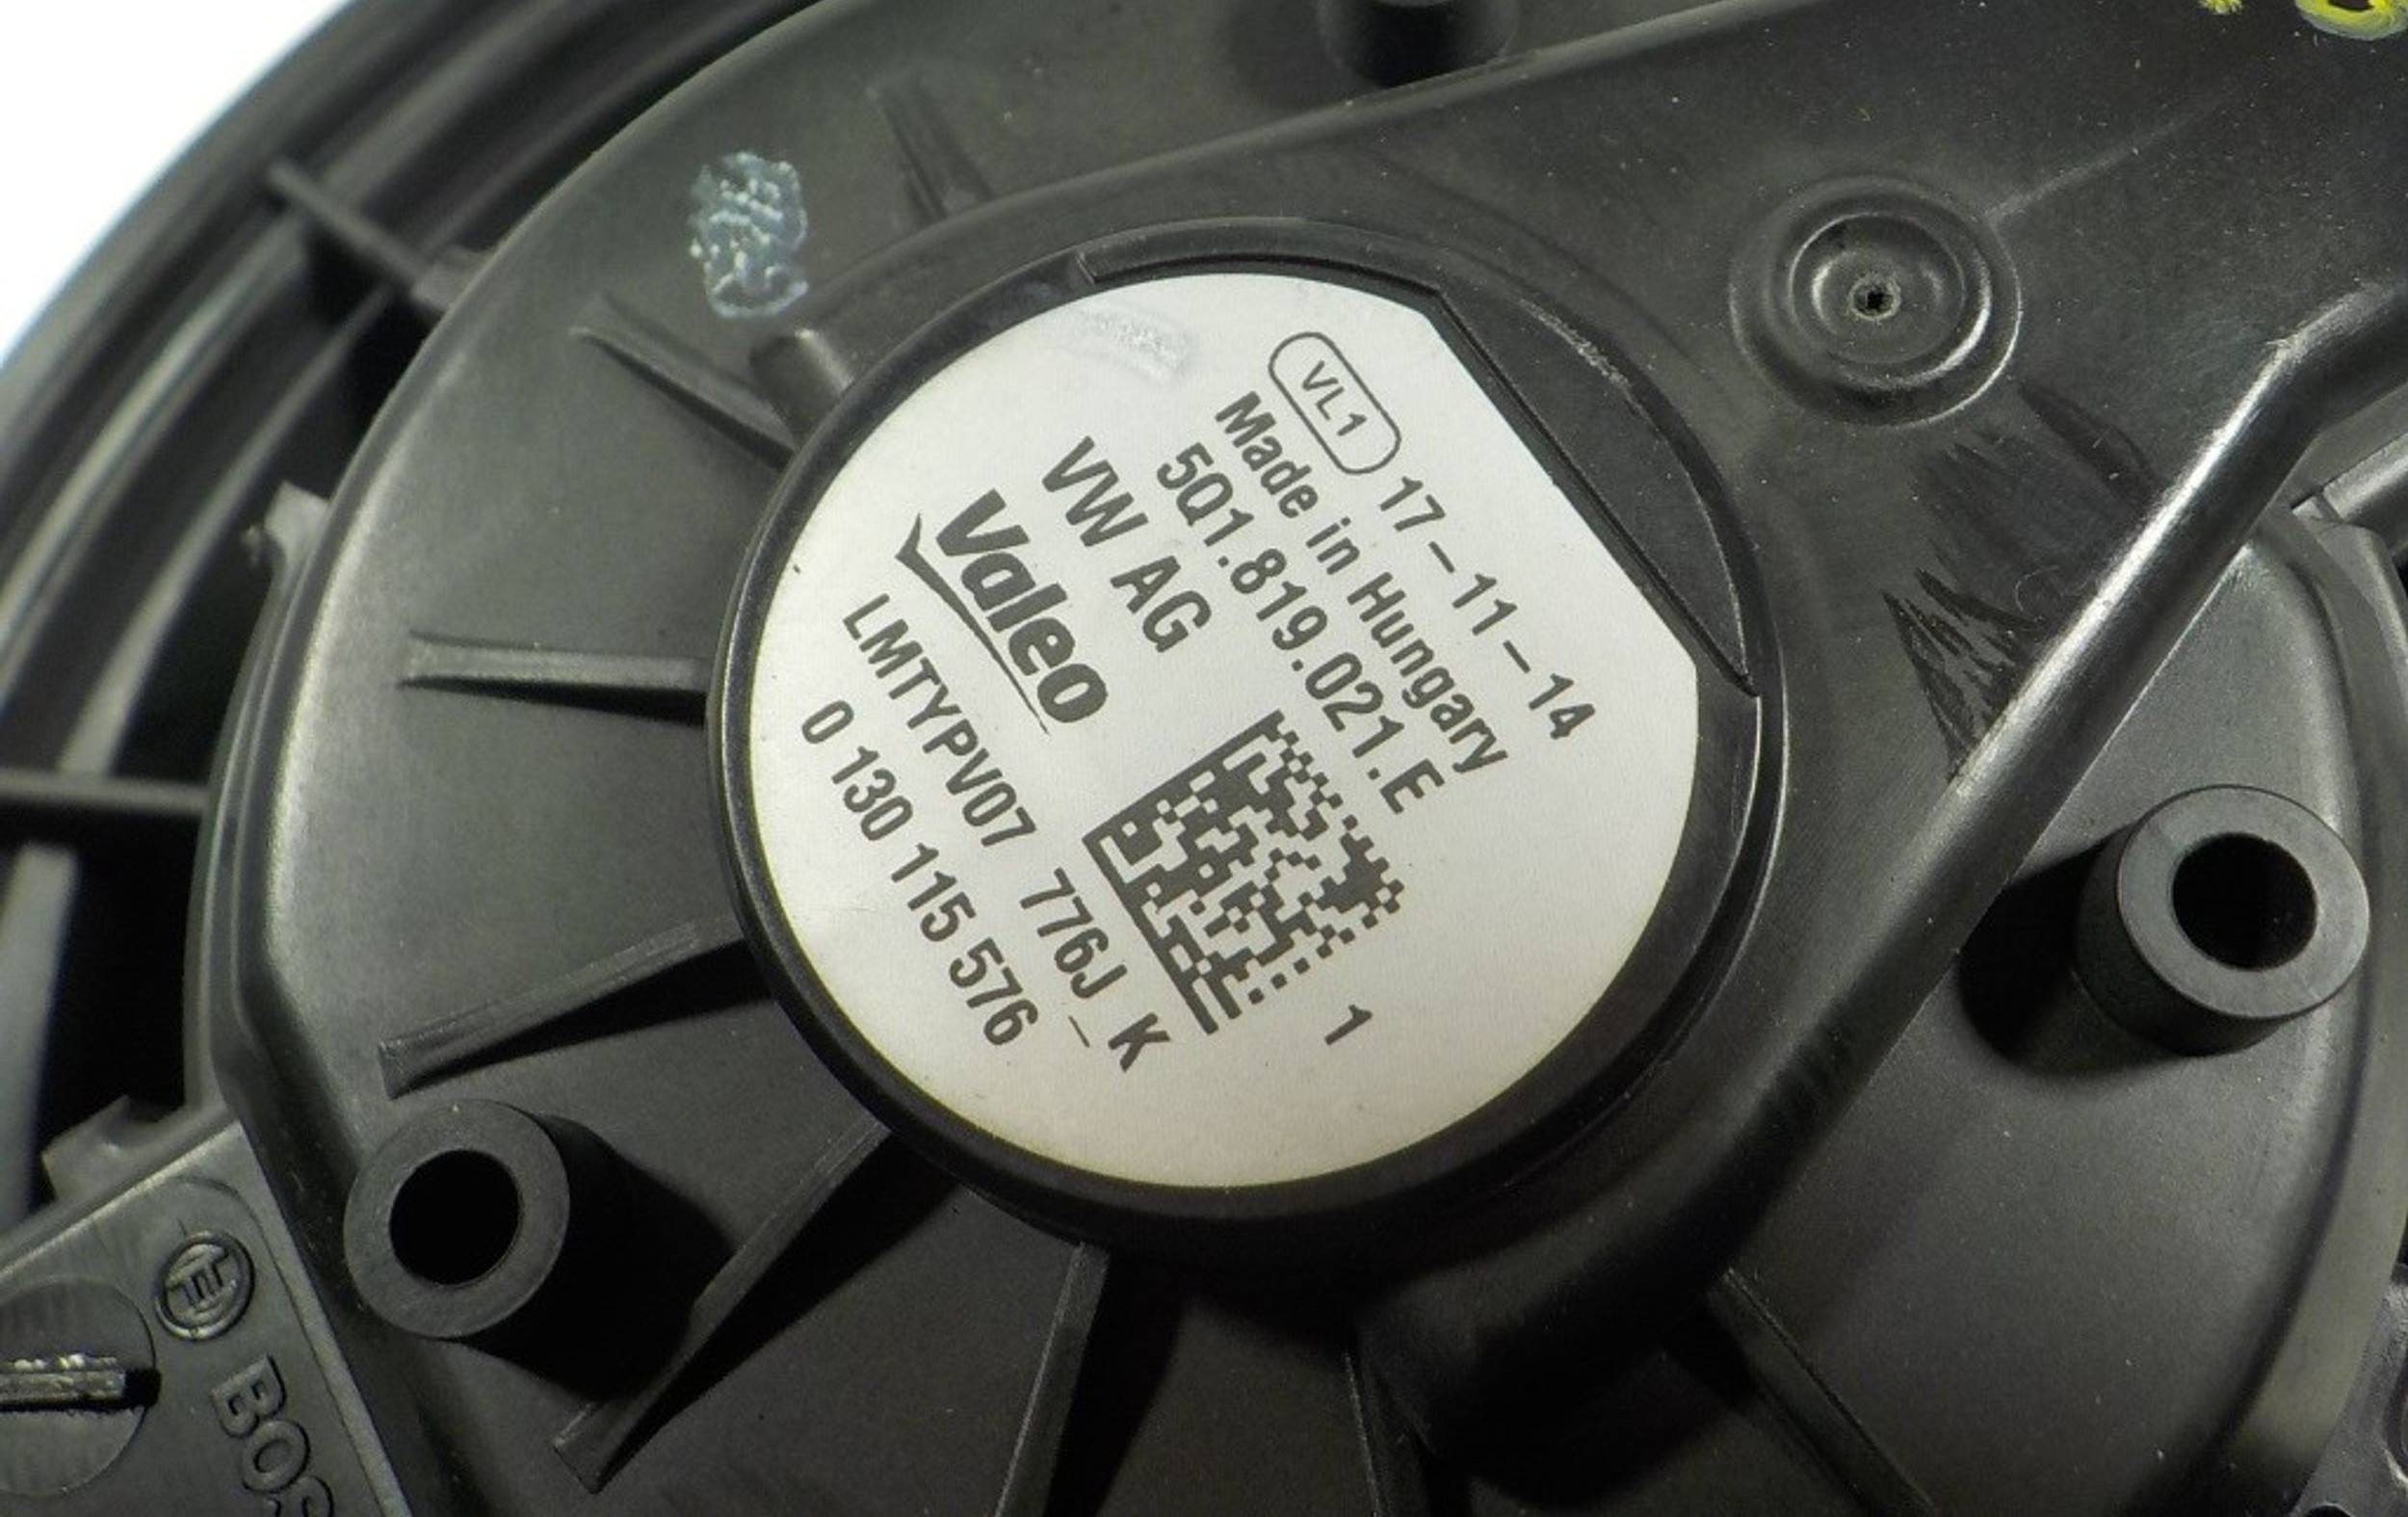 VL1 17-11-14
Made in Hungary
5Q1.819.021.E
VW AG
Valeo
LMTYPV07 776J_K
0 130 115 576
1